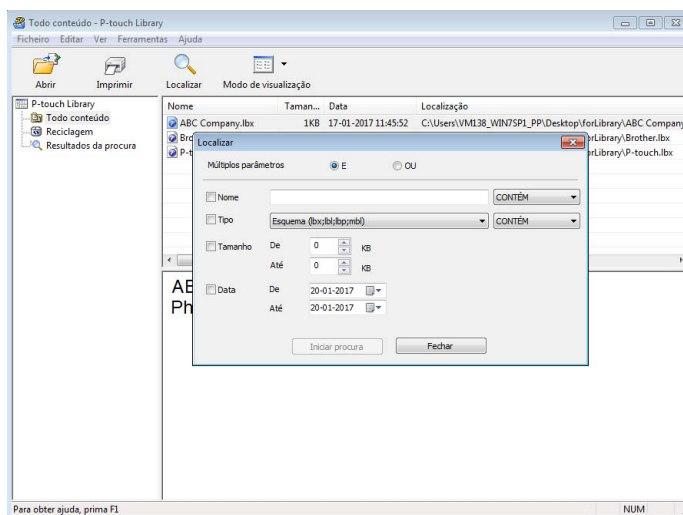 Todo conteúdo - P-touch Library
Ficheiro Editar Ver Ferramentas Ajuda
Abrir Imprimir Localizar Modo de visualização
P-touch Library
Todo conteúdo
Reciclagem
Resultados da procura
Nome Taman... Data Localização
ABC Company.lbx 1KB 17-01-2017 11:45:52 C:\Users\VM138_WIN7SP1_PP\Desktop\forLibrary\ABC Company
Bro rLibrary\Brother.lbx
P-t rLibrary\P-touch.lbx
Localizar
Múltiplos parâmetros E OU
Nome CONTÉM
Tipo Esquema (lbx;lbl;lbp;mbl) CONTÉM
Tamanho De 0 KB
Até 0 KB
Data De 20-01-2017
Até 20-01-2017
Iniciar procura Fechar
AB
Ph
Para obter ajuda, prima F1 NUM